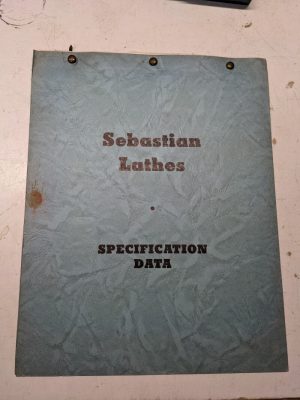 Sebastian
Lathes
SPECIFICATION
DATA